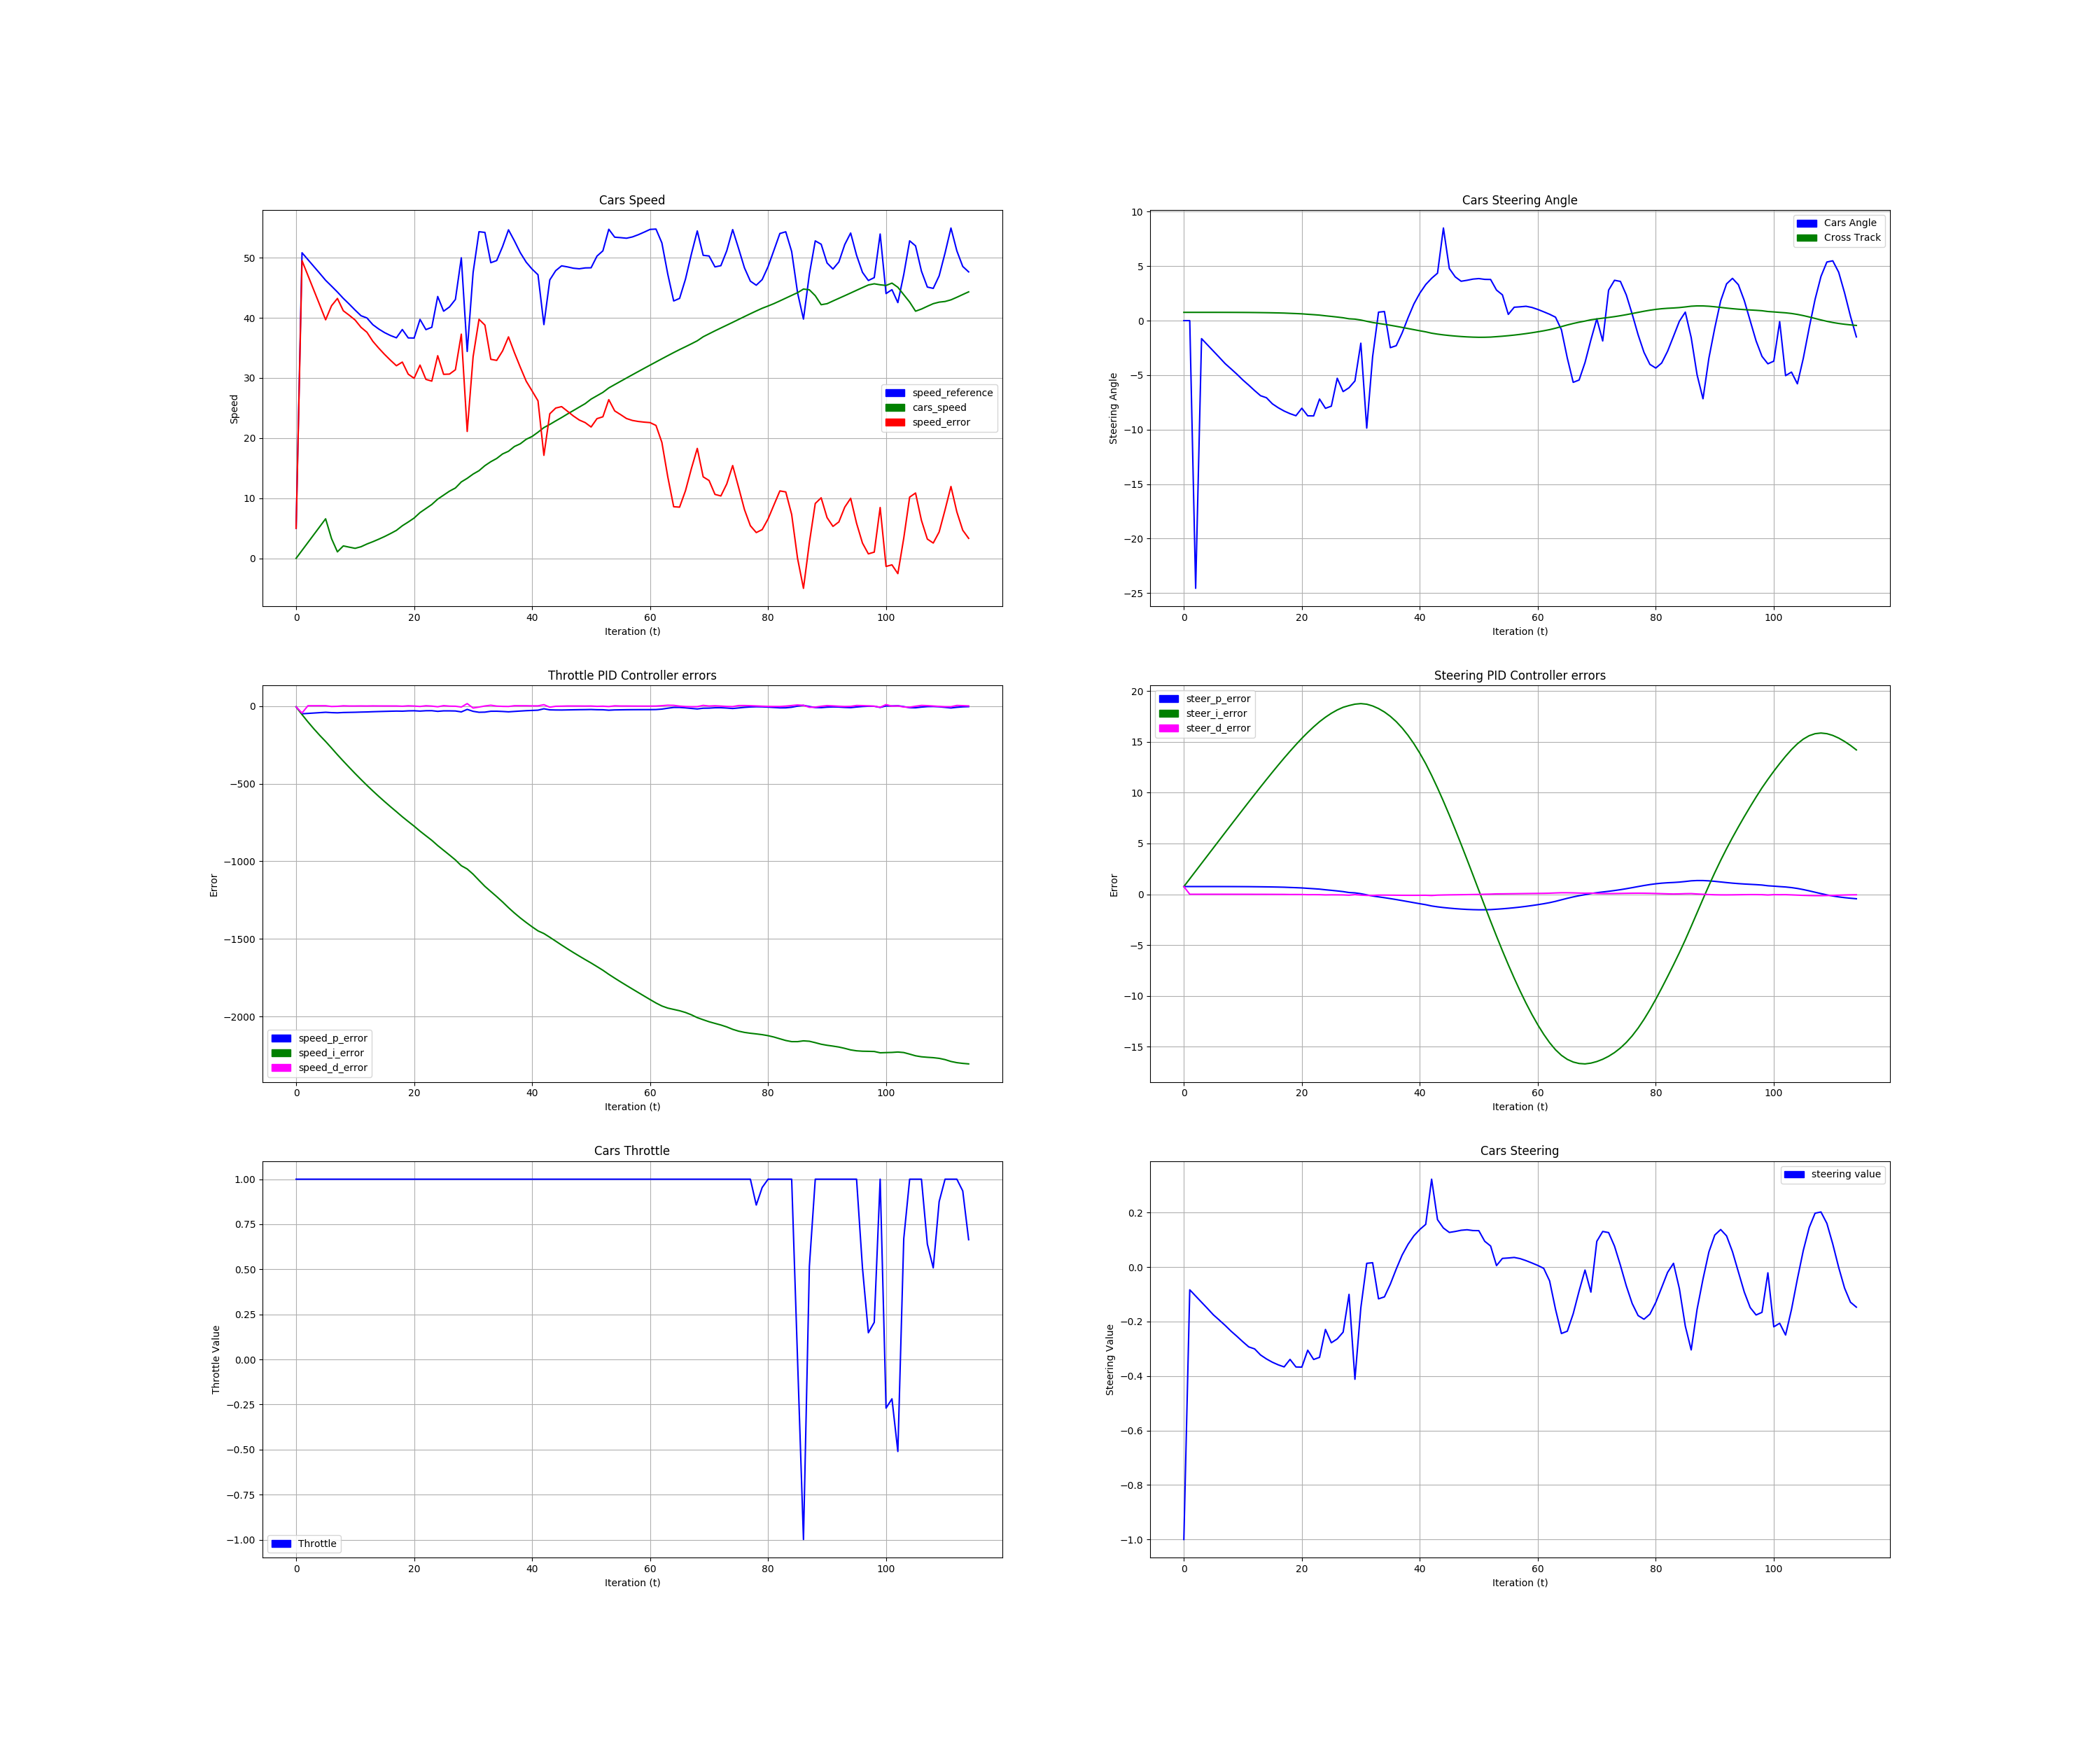 Cars Speed
50
40
30
20
10
0
Speed
speed_reference
cars_speed
speed_error
0 20 40 60 80 100
Iteration (t)
Cars Steering Angle
10
5
0
−5
−10
−15
−20
−25
Steering Angle
Cars Angle
Cross Track
0 20 40 60 80 100
Iteration (t)
Throttle PID Controller errors
0
−500
−1000
−1500
−2000
Error
speed_p_error
speed_i_error
speed_d_error
0 20 40 60 80 100
Iteration (t)
Steering PID Controller errors
20
15
10
5
0
−5
−10
−15
Error
steer_p_error
steer_i_error
steer_d_error
0 20 40 60 80 100
Iteration (t)
Cars Throttle
1.00
0.75
0.50
0.25
0.00
−0.25
−0.50
−0.75
−1.00
Throttle Value
Throttle
0 20 40 60 80 100
Iteration (t)
Cars Steering
0.2
0.0
−0.2
−0.4
−0.6
−0.8
−1.0
Steering Value
steering value
0 20 40 60 80 100
Iteration (t)